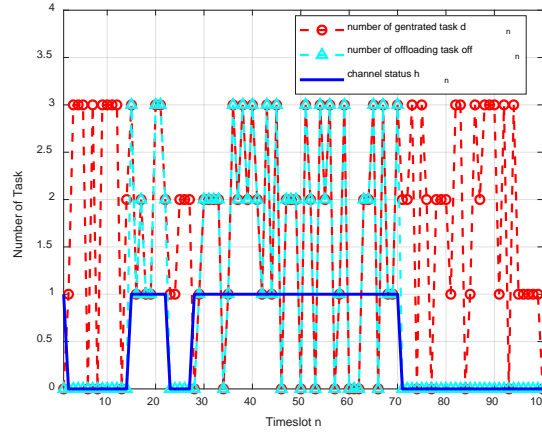 4
3.5
3
2.5
2
1.5
1
0.5
0
Number of Task
number of gentrated task d n
number of offloading task off n
channel status h n
10 20 30 40 50 60 70 80 90 100
Timeslot n